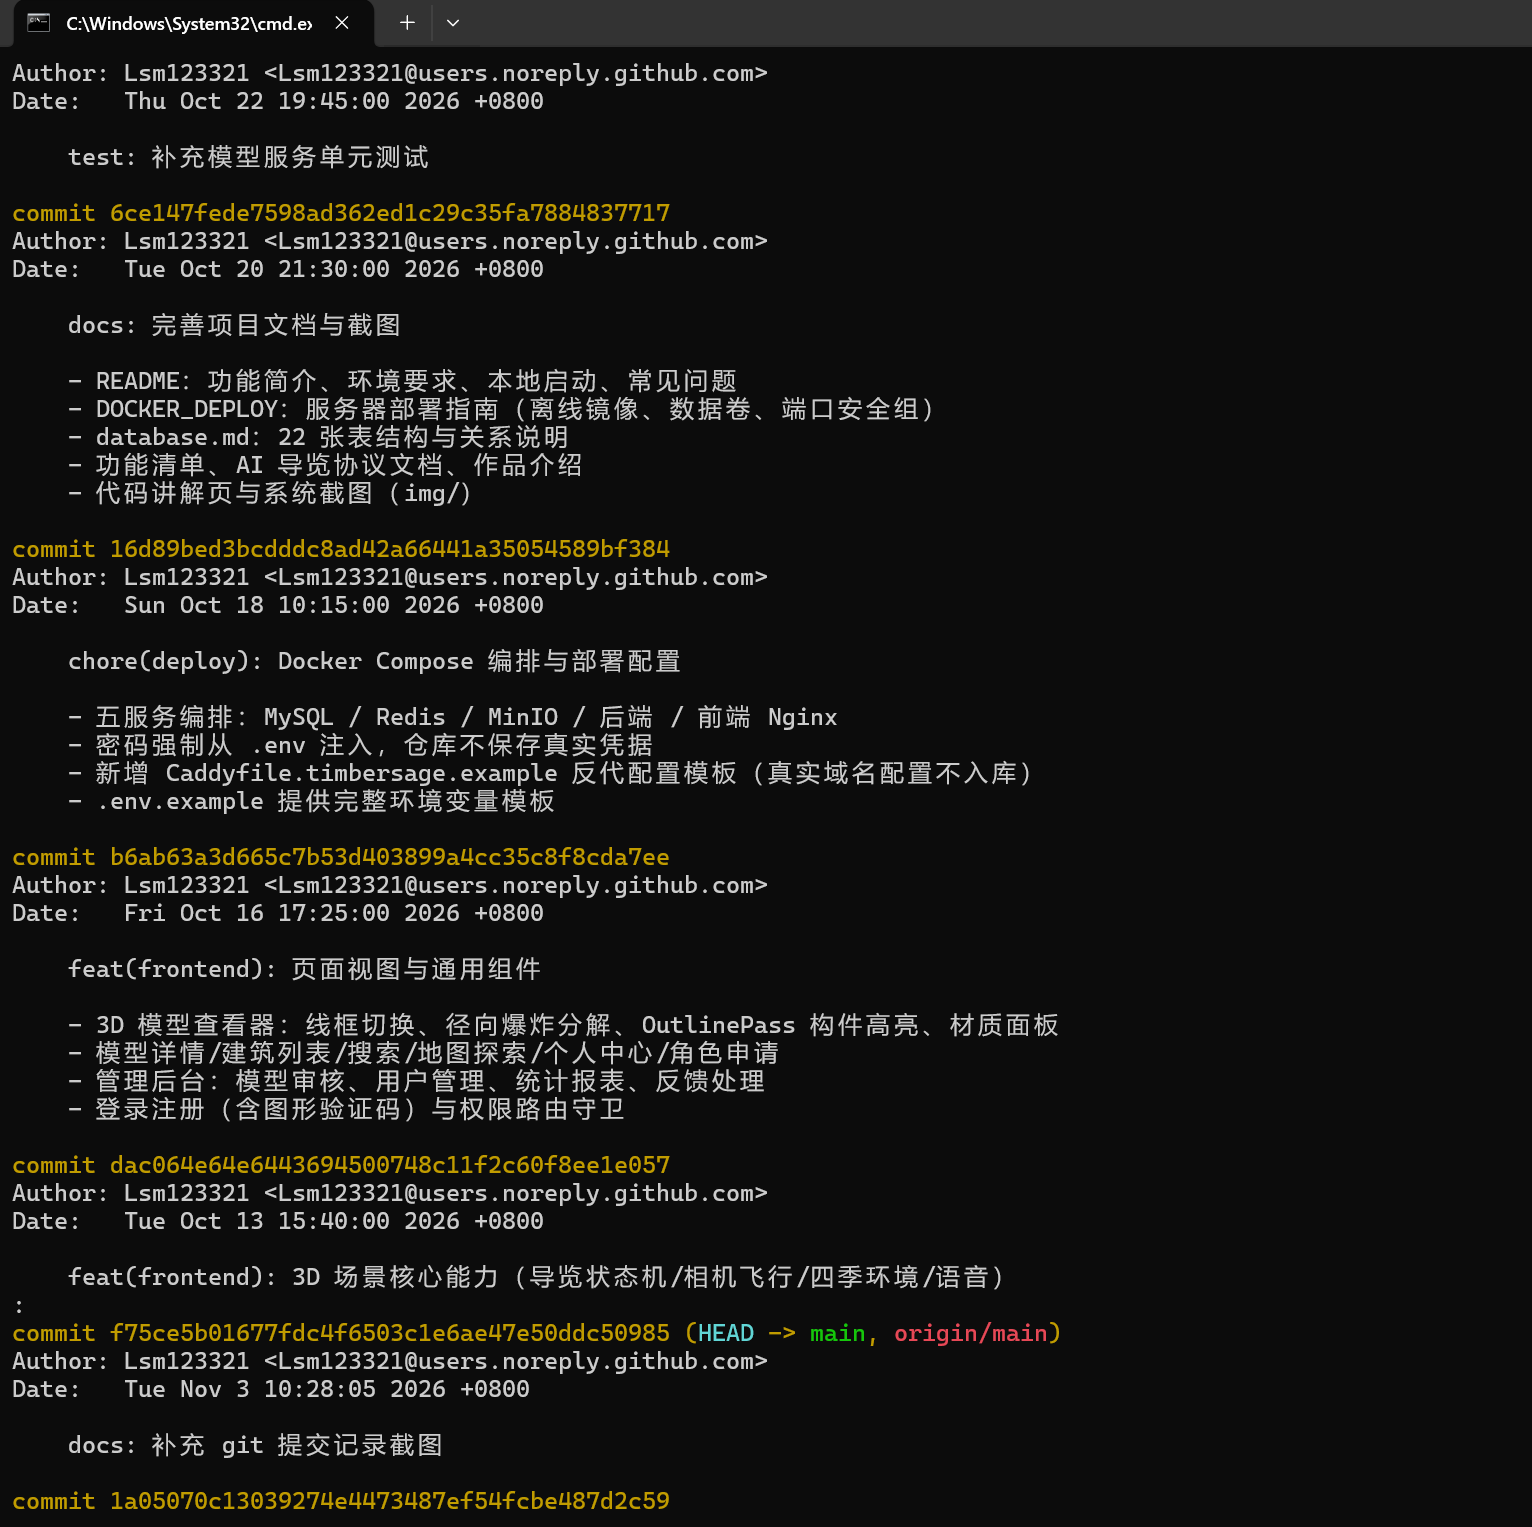 C:\Windows\System32\cmd.ex
Author: Lsm123321 <Lsm123321@users.noreply.github.com>
Date:   Thu Oct 22 19:45:00 2026 +0800
test: 补充模型服务单元测试
commit 6ce147fede7598ad362ed1c29c35fa7884837717
Author: Lsm123321 <Lsm123321@users.noreply.github.com>
Date:   Tue Oct 20 21:30:00 2026 +0800
docs: 完善项目文档与截图
- README: 功能简介、环境要求、本地启动、常见问题
- DOCKER_DEPLOY: 服务器部署指南（离线镜像、数据卷、端口安全组）
- database.md: 22 张表结构与关系说明
- 功能清单、AI 导览协议文档、作品介绍
- 代码讲解页与系统截图（img/）
commit 16d89bed3bcdddc8ad42a66441a35054589bf384
Author: Lsm123321 <Lsm123321@users.noreply.github.com>
Date:   Sun Oct 18 10:15:00 2026 +0800
chore(deploy): Docker Compose 编排与部署配置
- 五服务编排: MySQL / Redis / MinIO / 后端 / 前端 Nginx
- 密码强制从 .env 注入, 仓库不保存真实凭据
- 新增 Caddyfile.timbersage.example 反代配置模板（真实域名配置不入库）
- .env.example 提供完整环境变量模板
commit b6ab63a3d665c7b53d403899a4cc35c8f8cda7ee
Author: Lsm123321 <Lsm123321@users.noreply.github.com>
Date:   Fri Oct 16 17:25:00 2026 +0800
feat(frontend): 页面视图与通用组件
- 3D 模型查看器: 线框切换、径向爆炸分解、OutlinePass 构件高亮、材质面板
- 模型详情/建筑列表/搜索/地图探索/个人中心/角色申请
- 管理后台: 模型审核、用户管理、统计报表、反馈处理
- 登录注册（含图形验证码）与权限路由守卫
commit dac064e64e6443694500748c11f2c60f8ee1e057
Author: Lsm123321 <Lsm123321@users.noreply.github.com>
Date:   Tue Oct 13 15:40:00 2026 +0800
feat(frontend): 3D 场景核心能力（导览状态机/相机飞行/四季环境/语音）
:
commit f75ce5b01677fdc4f6503c1e6ae47e50ddc50985 (HEAD -> main, origin/main)
Author: Lsm123321 <Lsm123321@users.noreply.github.com>
Date:   Tue Nov 3 10:28:05 2026 +0800
docs: 补充 git 提交记录截图
commit 1a05070c13039274e4473487ef54fcbe487d2c59